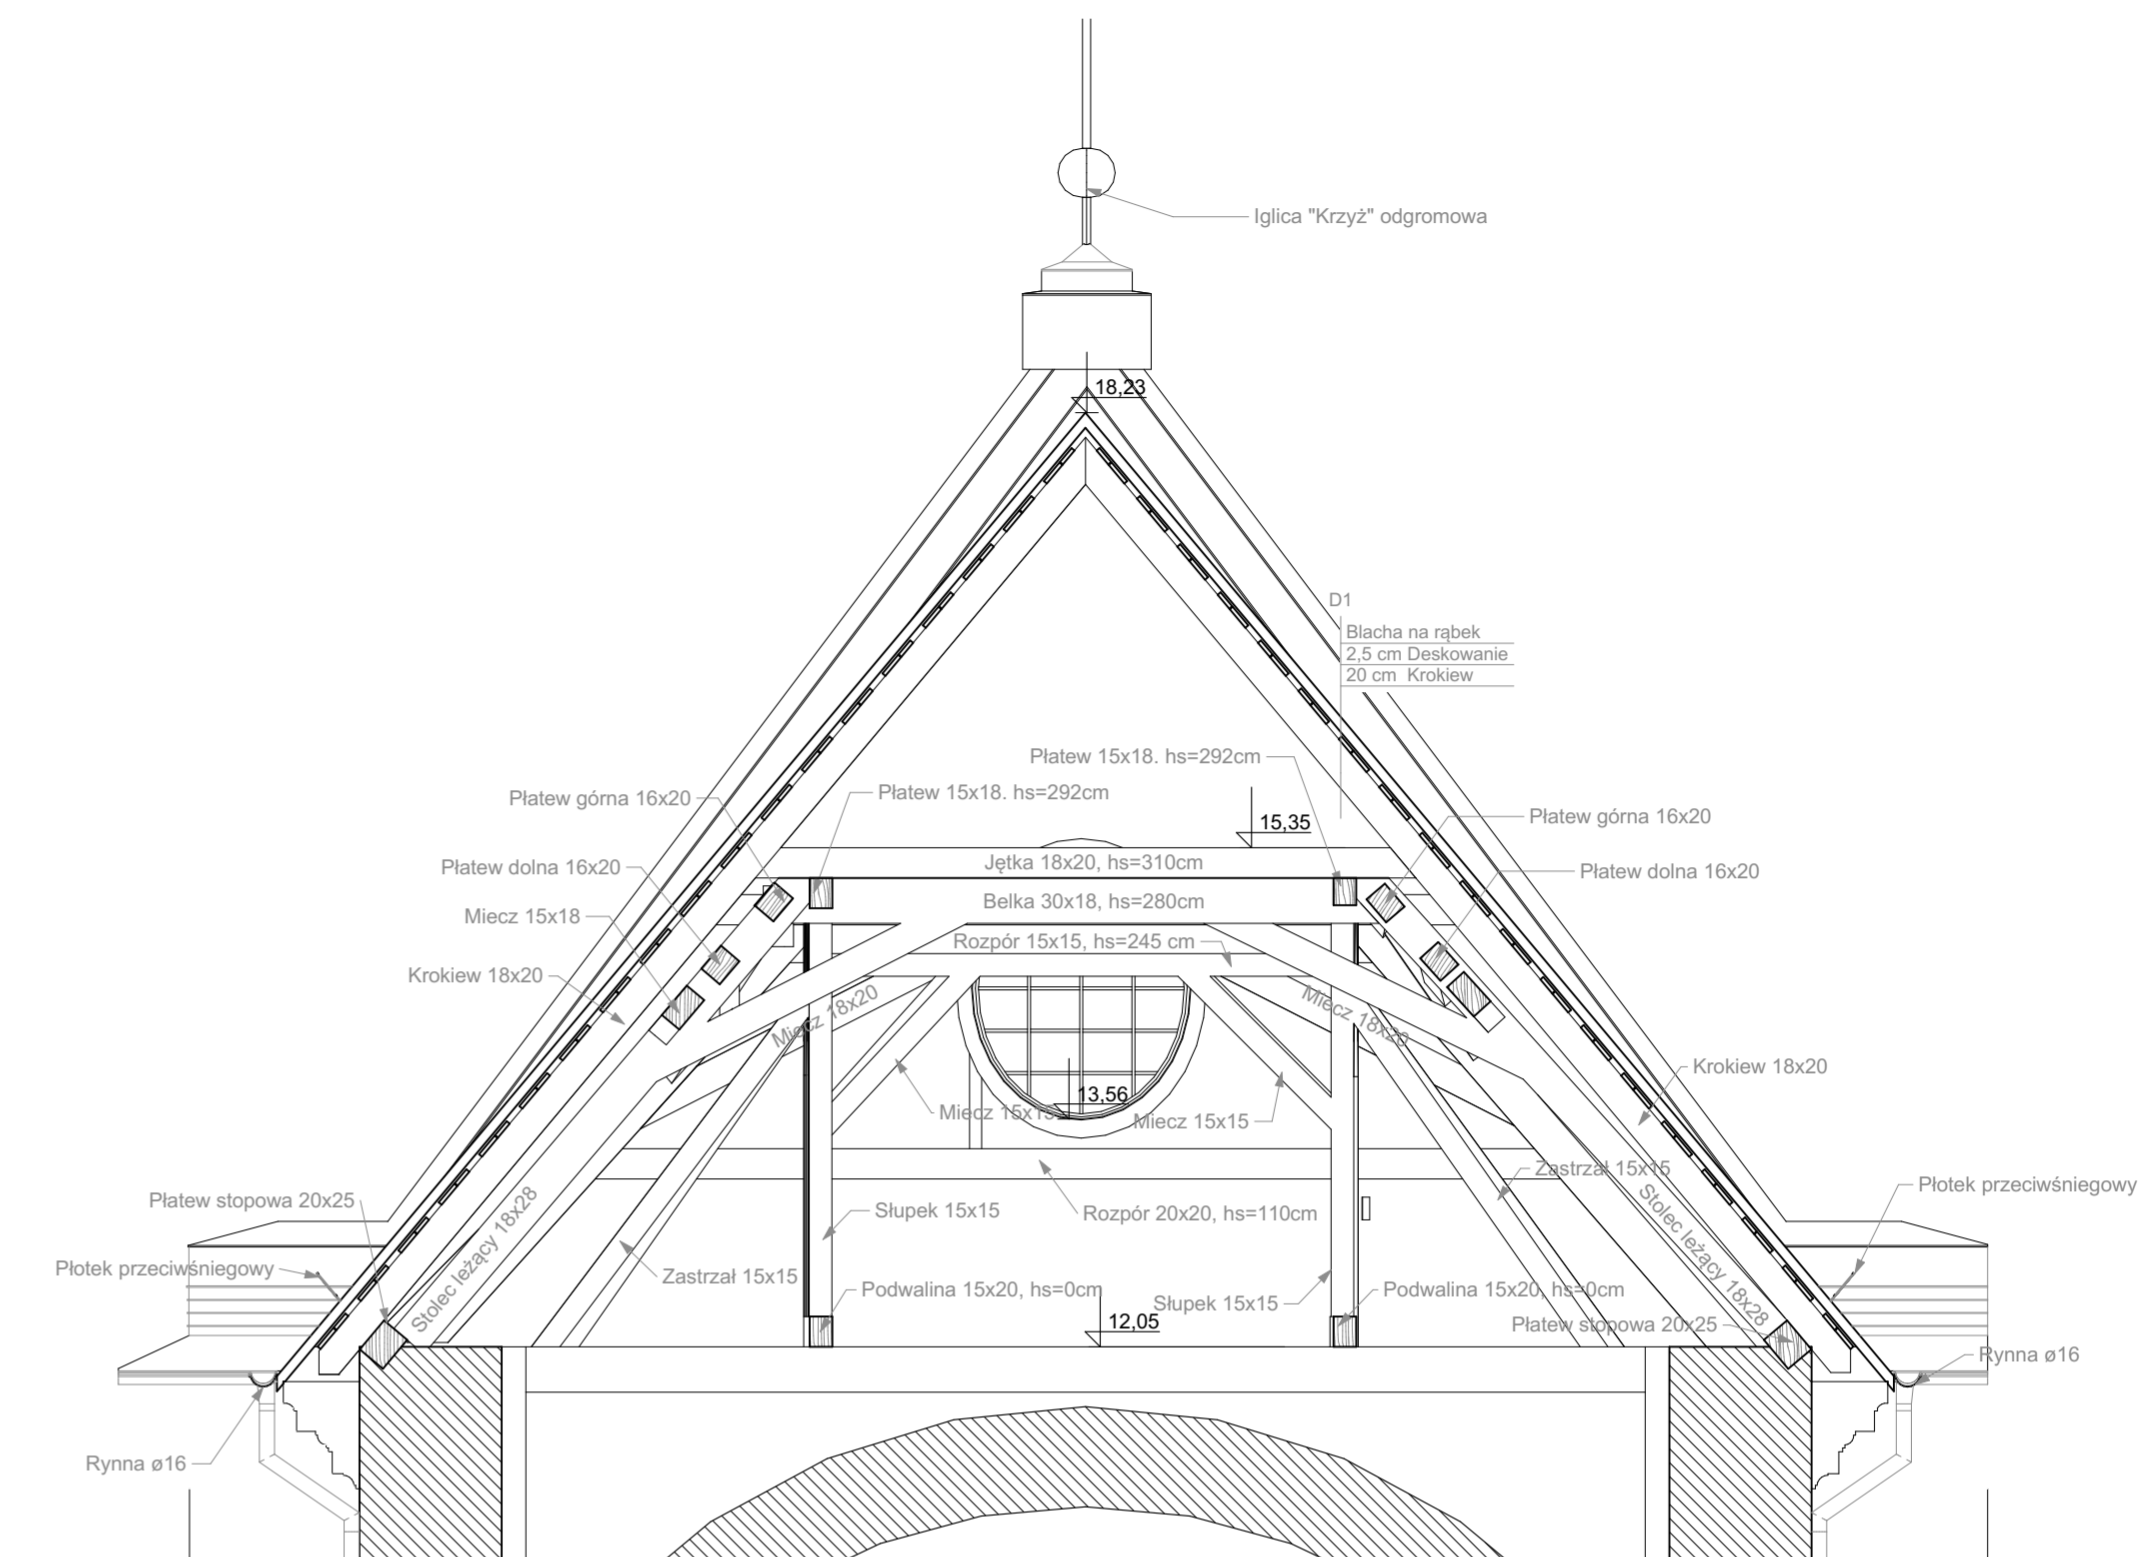 Iglica "Krzyż" odgromowa
18,23
D1
Blacha na rąbek
2,5 cm Deskowanie
20 cm Krokiew
Płatew 15x18. hs=292cm
Płatew górna 16x20
Płatew 15x18. hs=292cm
15,35
Płatew górna 16x20
Płatew dolna 16x20
Jętka 18x20, hs=310cm
Płatew dolna 16x20
Belka 30x18, hs=280cm
Miecz 15x18
Rozpór 15x15, hs=245 cm
Krokiew 18x20
Miecz 18x20
Miecz 18x20
Krokiew 18x20
13,56
Miecz 15x15
Miecz 15x15
Zastrzał 15x15
Płatew stopowa 20x25
Stolec leżący 18x28
Słupek 15x15
Rozpór 20x20, hs=110cm
Stolec leżący 18x28
Płotek przeciwśniegowy
Płotek przeciwśniegowy
Zastrzał 15x15
Podwalina 15x20, hs=0cm
Słupek 15x15
Podwalina 15x20, hs=0cm
12,05
Płatew stopowa 20x25
Rynna ø16
Rynna ø16